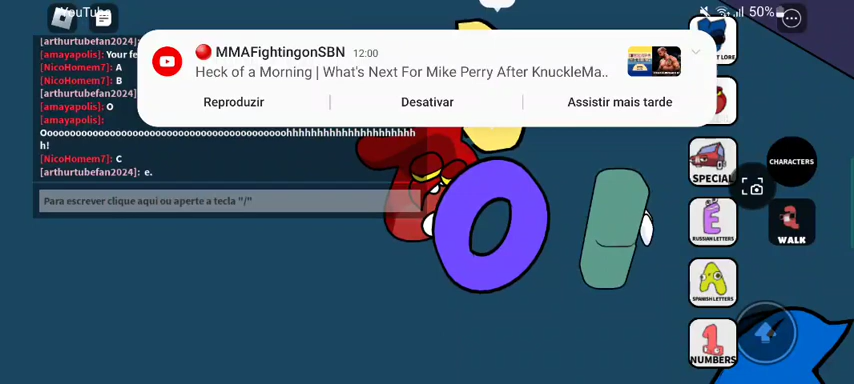 YouTube
50%
[arthurtubefan2024]:
[amayapolis]: Your fe
[NicoHomem7]: A
[NicoHomem7]: B
[arthurtubefan2024]
[amayapolis]: O
[amayapolis]:
Ooooooooooooooooooooooooooooooooooooooooohhhhhhhhhhhhhhhhhhhhhh
h!
[NicoHomem7]: C
[arthurtubefan2024]: e.
Para escrever clique aqui ou aperte a tecla "/"
MMAFightingonSBN 12:00
Heck of a Morning | What's Next For Mike Perry After KnuckleMa..
Reproduzir
Desativar
Assistir mais tarde
T LORE
SPECIAL
RUSSIAN LETTERS
SPANISH LETTERS
NUMBERS
CHARACTERS
WALK